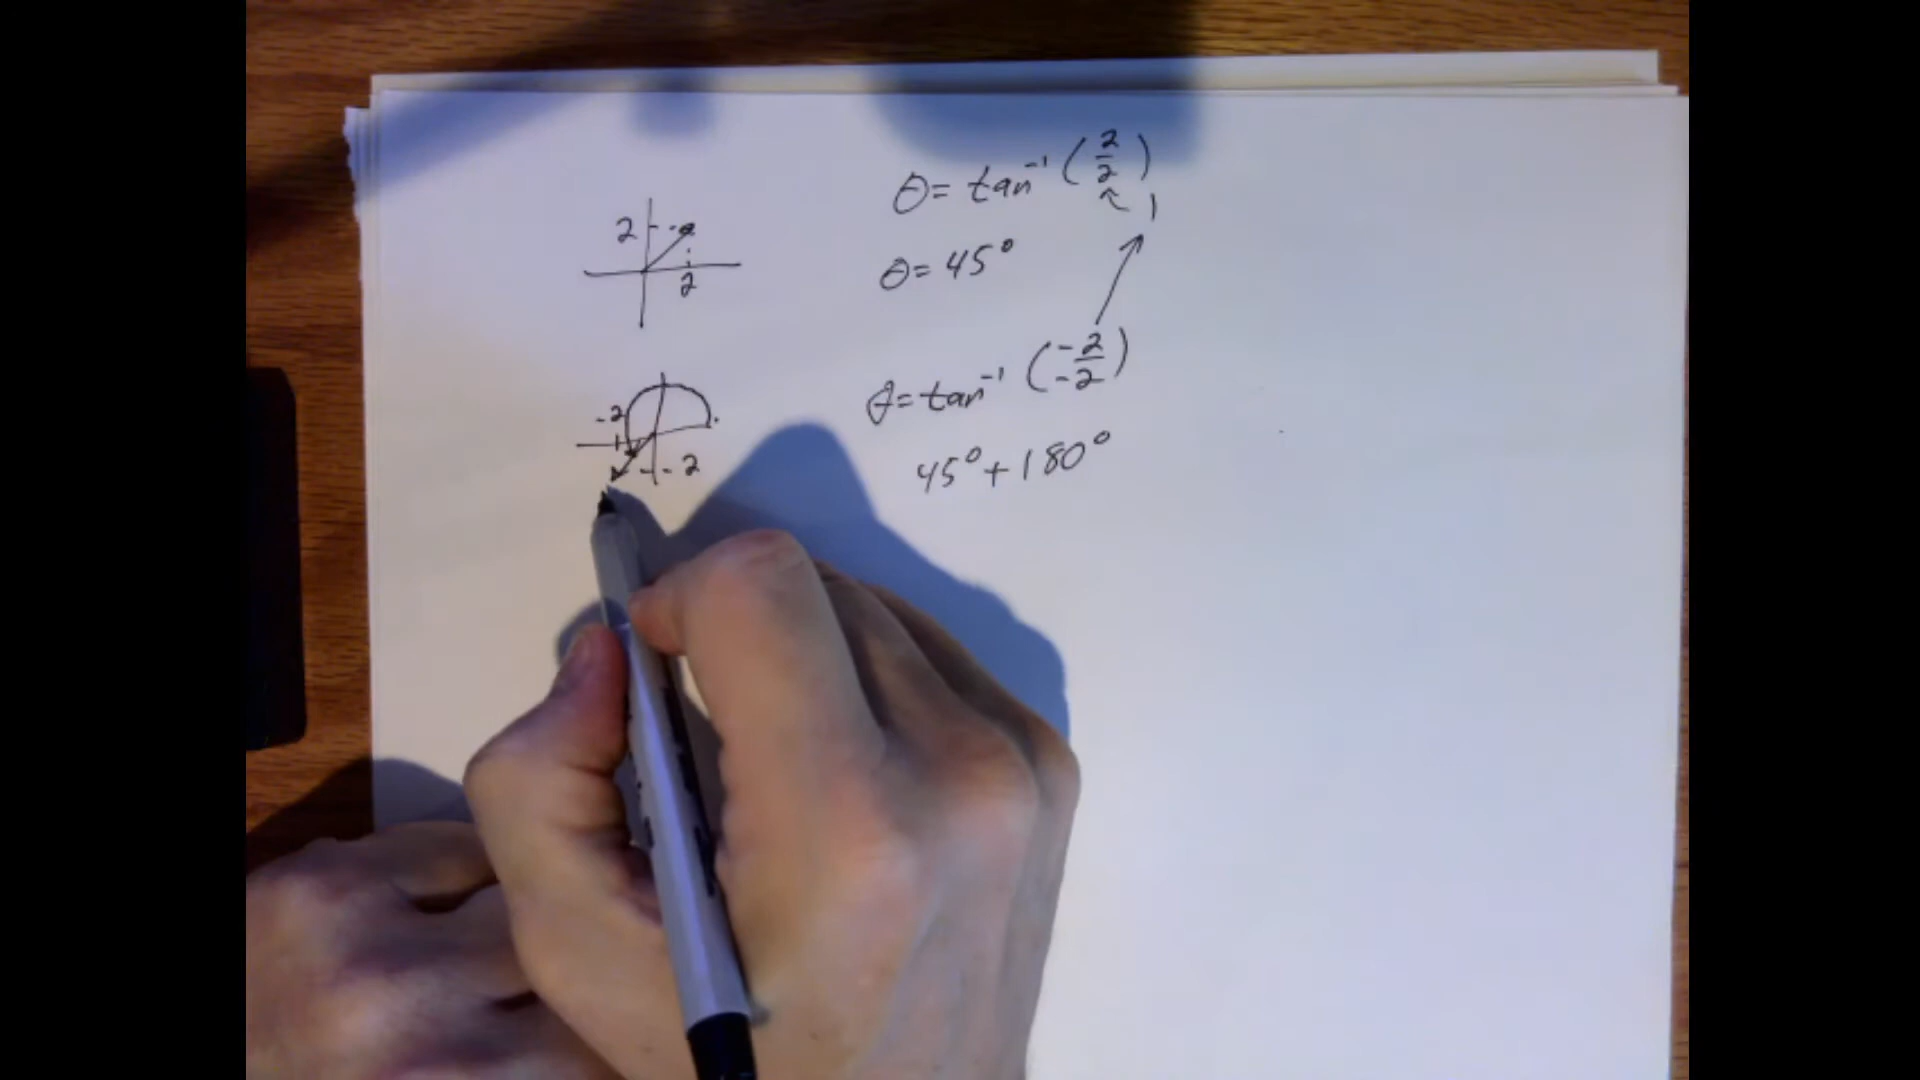 θ = tan⁻¹ (2/2)
1
2
2
θ = 45°
θ = tan⁻¹ (-2/-2)
-2
-2
45° + 180°